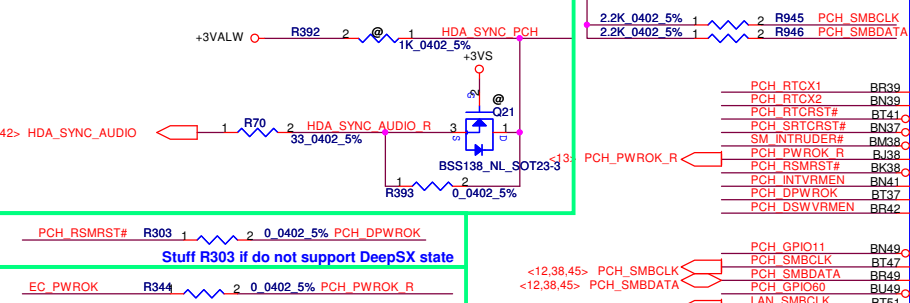 2.2K_0402_5% 1 2 R945 PCH_SMBCLK
2.2K_0402_5% 1 2 R946 PCH_SMBDATA
+3VALW R392 2 @ 1 HDA_SYNC_PCH
1K_0402_5%
+3VS
G 2 @
Q21
42> HDA_SYNC_AUDIO 1 R70 2 HDA_SYNC_AUDIO_R 3 1
33_0402_5% S D
BSS138_NL_SOT23-3
1 2
R393 0_0402_5%
PCH_RTCX1 BR39
PCH_RTCX2 BN39
PCH_RTCRST# BT41
PCH_SRTCRST# BN37
SM_INTRUDER# BM38
<13> PCH_PWROK_R PCH_PWROK_R BJ38
PCH_RSMRST# BK38
PCH_INTVRMEN BN41
PCH_DPWROK BT37
PCH_DSWVRMEN BR42
PCH_RSMRST# R303 1 2 0_0402_5% PCH_DPWROK
Stuff R303 if do not support DeepSX state
EC_PWROK R344 1 2 0_0402_5% PCH_PWROK_R
PCH_GPIO11 BN49
<12,38,45> PCH_SMBCLK PCH_SMBCLK BT47
<12,38,45> PCH_SMBDATA PCH_SMBDATA BR49
PCH_GPIO60 BU49
LAN_SMBCLK BT51